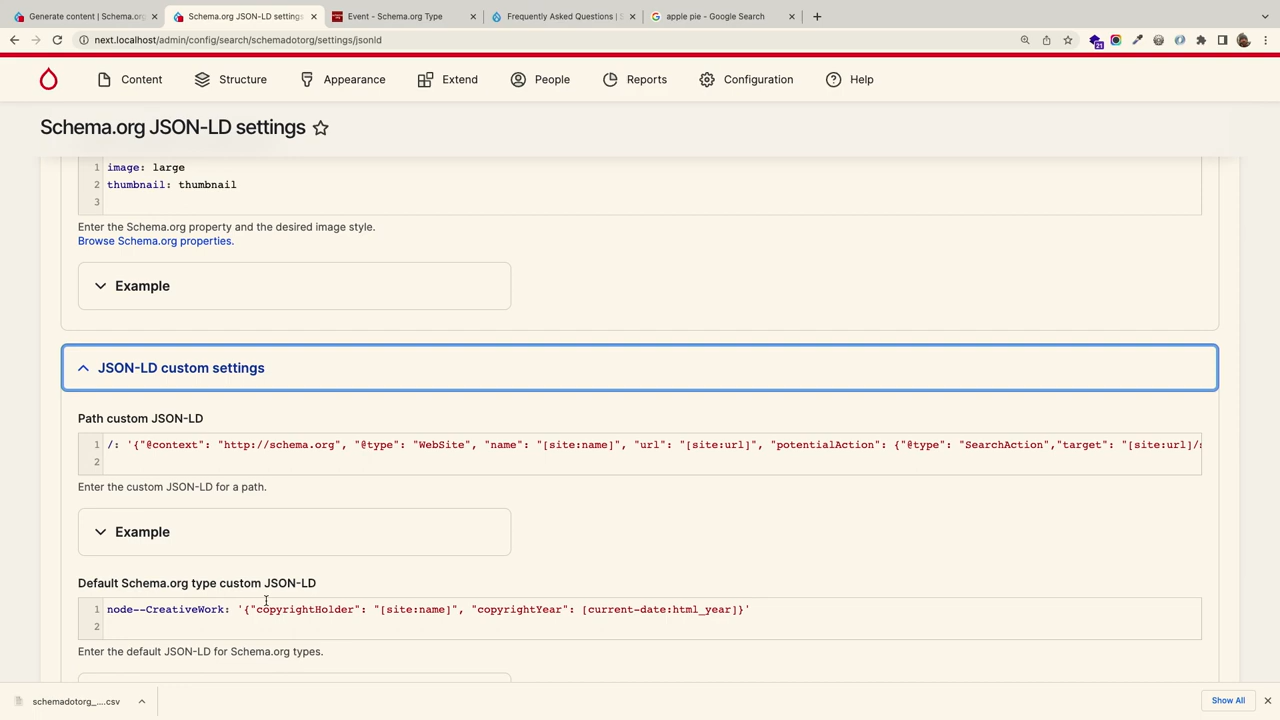 Generate content | Schema.org
Schema.org JSON-LD settings
Event - Schema.org Type
Frequently Asked Questions | S
apple pie - Google Search
next.localhost/admin/config/search/schemadotorg/settings/jsonld
21
Content
Structure
Appearance
Extend
People
Reports
Configuration
Help
Schema.org JSON-LD settings
1 image: large
2 thumbnail: thumbnail
3
Enter the Schema.org property and the desired image style.
Browse Schema.org properties.
Example
JSON-LD custom settings
Path custom JSON-LD
1 /: '{"@context": "http://schema.org", "@type": "WebSite", "name": "[site:name]", "url": "[site:url]", "potentialAction": {"@type": "SearchAction","target": "[site:url]/s
2
Enter the custom JSON-LD for a path.
Example
Default Schema.org type custom JSON-LD
1 node--CreativeWork: '{"copyrightHolder": "[site:name]", "copyrightYear": [current-date:html_year]}'
2
Enter the default JSON-LD for Schema.org types.
schemadotorg_....csv
Show All